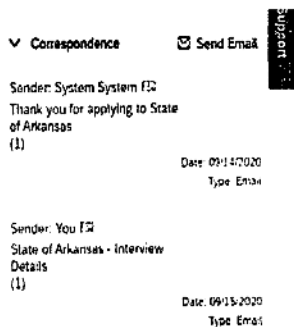 Support
Correspondence
Send Email
Sender: System System
Thank you for applying to State
of Arkansas
(1)
Date: 09/14/2020
Type: Email
Sender: You
State of Arkansas - Interview
Details
(1)
Date: 09/15/2020
Type: Email